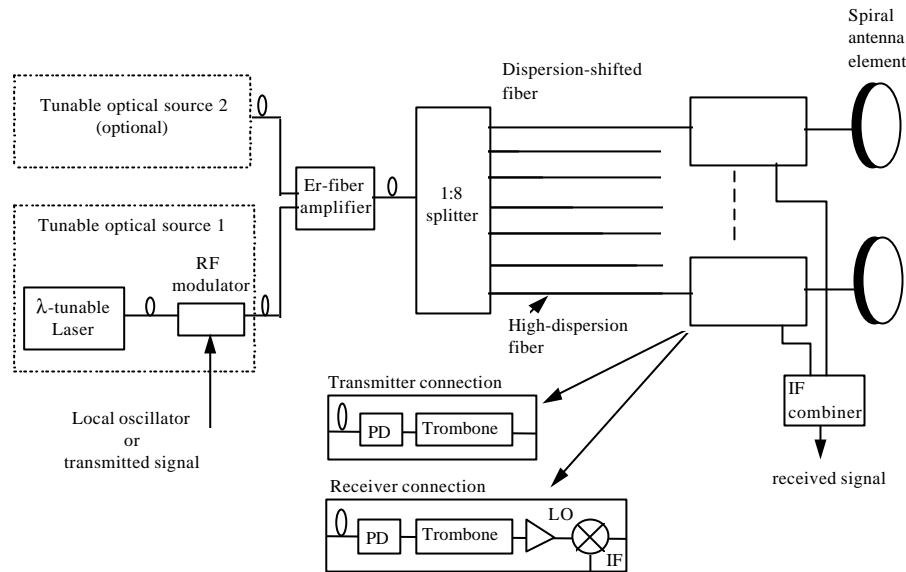 Spiral
antenna
element
Dispersion-shifted
fiber
Tunable optical source 2
(optional)
Er-fiber
amplifier
1:8
splitter
Tunable optical source 1
RF
modulator
λ-tunable
Laser
High-dispersion
fiber
Local oscillator
or
transmitted signal
Transmitter connection
PD
Trombone
IF
combiner
received signal
Receiver connection
PD
Trombone
LO
IF